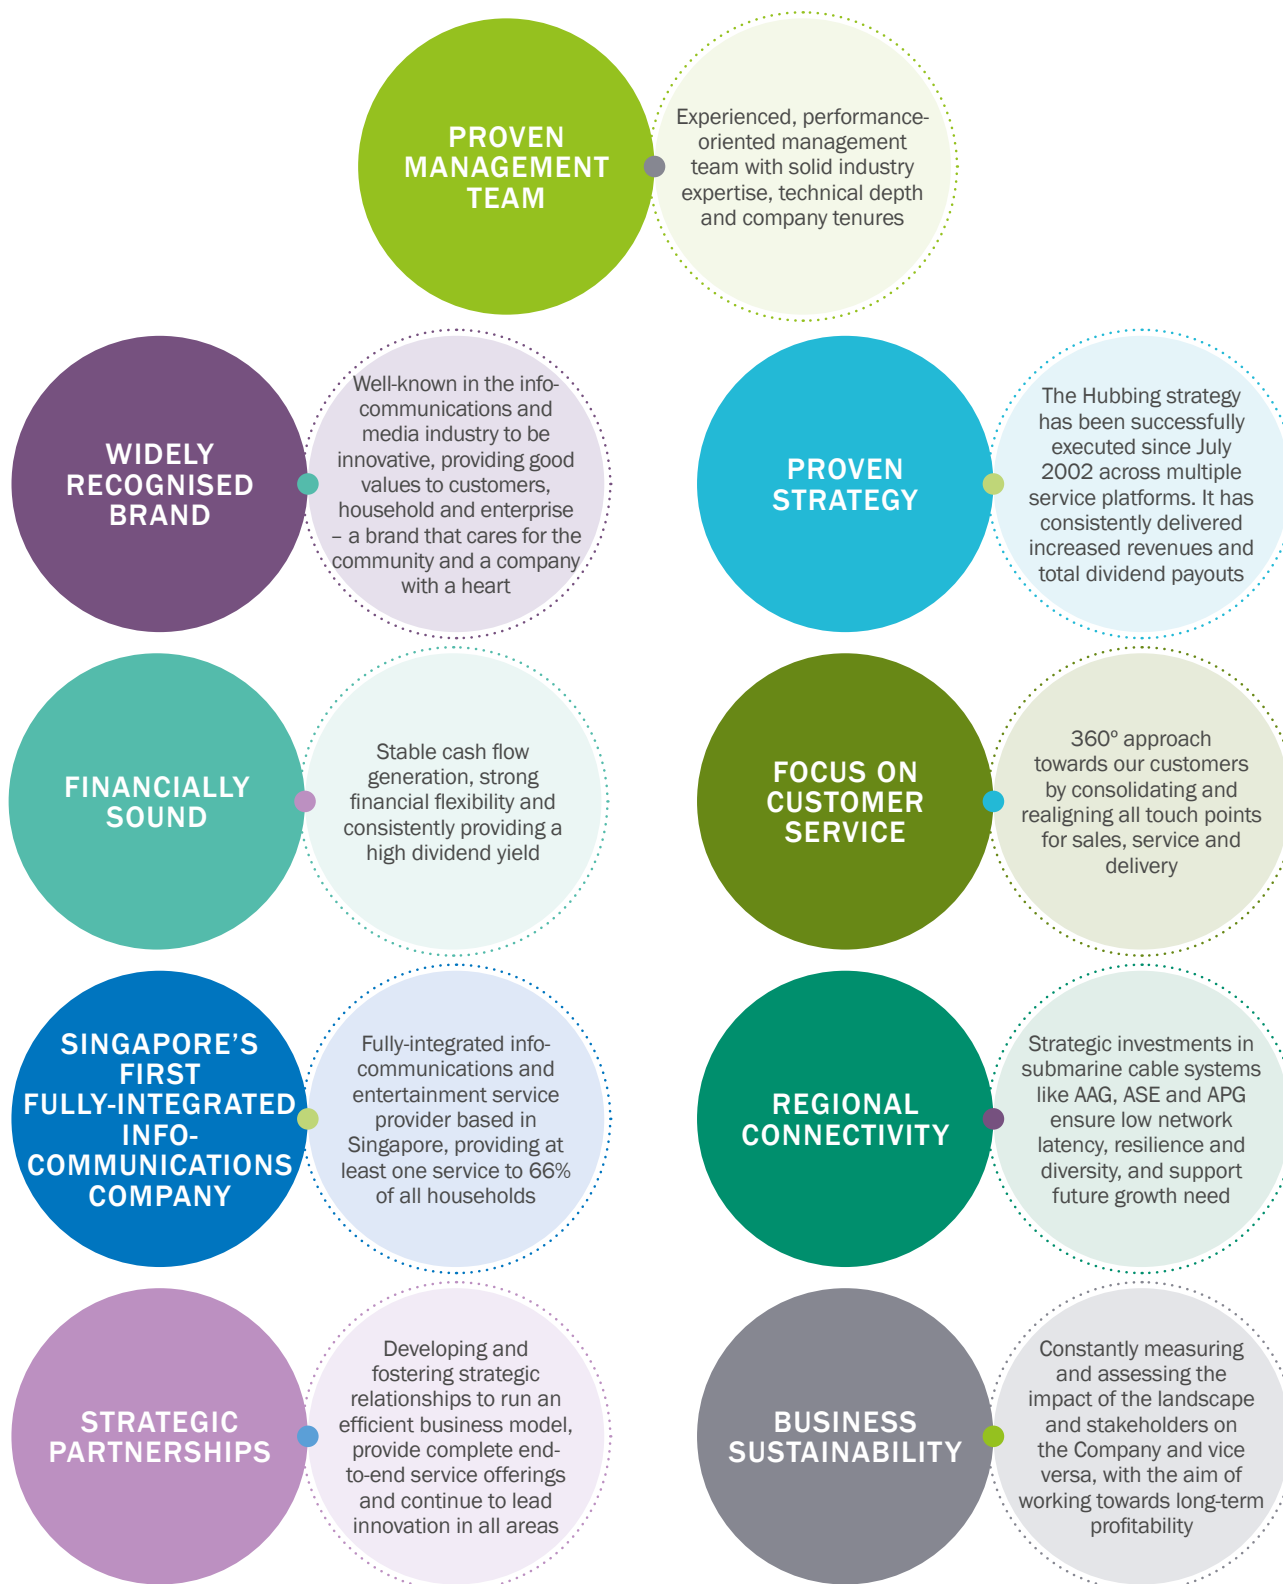 PROVEN
MANAGEMENT
TEAM
Experienced, performance-
oriented management
team with solid industry
expertise, technical depth
and company tenures
WIDELY
RECOGNISED
BRAND
Well-known in the info-
communications and
media industry to be
innovative, providing good
values to customers,
household and enterprise
– a brand that cares for the
community and a company
with a heart
PROVEN
STRATEGY
The Hubbing strategy
has been successfully
executed since July
2002 across multiple
service platforms. It has
consistently delivered
increased revenues and
total dividend payouts
FINANCIALLY
SOUND
Stable cash flow
generation, strong
financial flexibility and
consistently providing a
high dividend yield
FOCUS ON
CUSTOMER
SERVICE
360º approach
towards our customers
by consolidating and
realigning all touch points
for sales, service and
delivery
SINGAPORE’S
FIRST
FULLY-INTEGRATED
INFO-
COMMUNICATIONS
COMPANY
Fully-integrated info-
communications and
entertainment service
provider based in
Singapore, providing at
least one service to 66%
of all households
REGIONAL
CONNECTIVITY
Strategic investments in
submarine cable systems
like AAG, ASE and APG
ensure low network
latency, resilience and
diversity, and support
future growth need
STRATEGIC
PARTNERSHIPS
Developing and
fostering strategic
relationships to run an
efficient business model,
provide complete end-
to-end service offerings
and continue to lead
innovation in all areas
BUSINESS
SUSTAINABILITY
Constantly measuring
and assessing the
impact of the landscape
and stakeholders on
the Company and vice
versa, with the aim of
working towards long-term
profitability